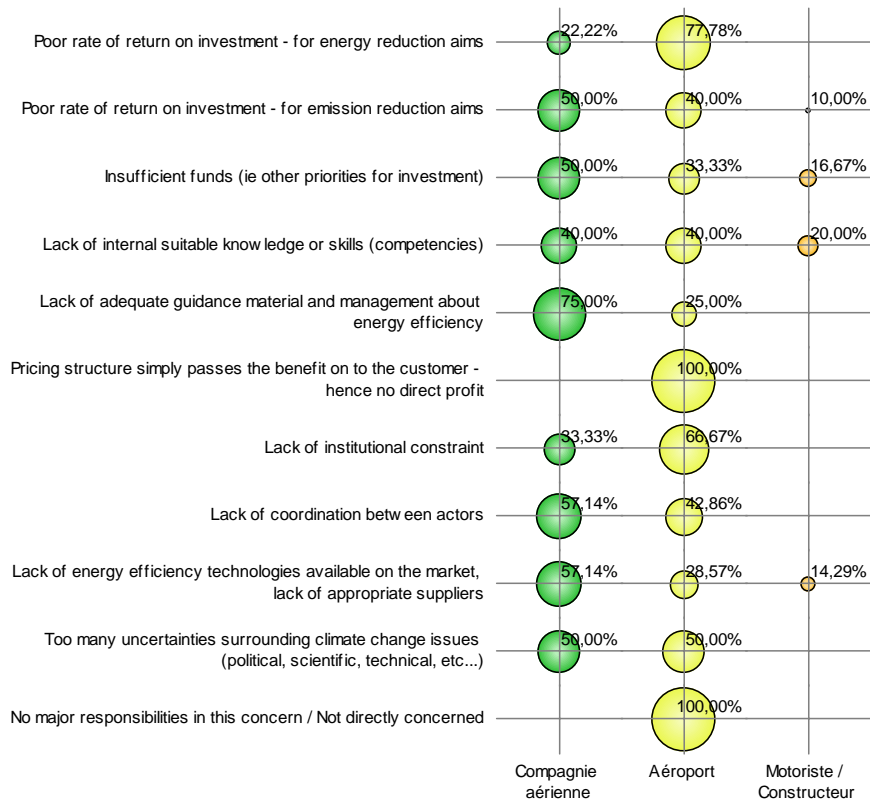 Poor rate of return on investment - for energy reduction aims
22,22%
77,78%
Poor rate of return on investment - for emission reduction aims
50,00%
40,00%
10,00%
Insufficient funds (ie other priorities for investment)
50,00%
33,33%
16,67%
Lack of internal suitable knowledge or skills (competencies)
40,00%
40,00%
20,00%
Lack of adequate guidance material and management about
energy efficiency
75,00%
25,00%
Pricing structure simply passes the benefit on to the customer -
hence no direct profit
100,00%
Lack of institutional constraint
33,33%
66,67%
Lack of coordination between actors
57,14%
42,86%
Lack of energy efficiency technologies available on the market,
lack of appropriate suppliers
57,14%
28,57%
14,29%
Too many uncertainties surrounding climate change issues
(political, scientific, technical, etc...)
50,00%
50,00%
No major responsibilities in this concern / Not directly concerned
100,00%
Compagnie
aérienne
Aéroport
Motoriste /
Constructeur